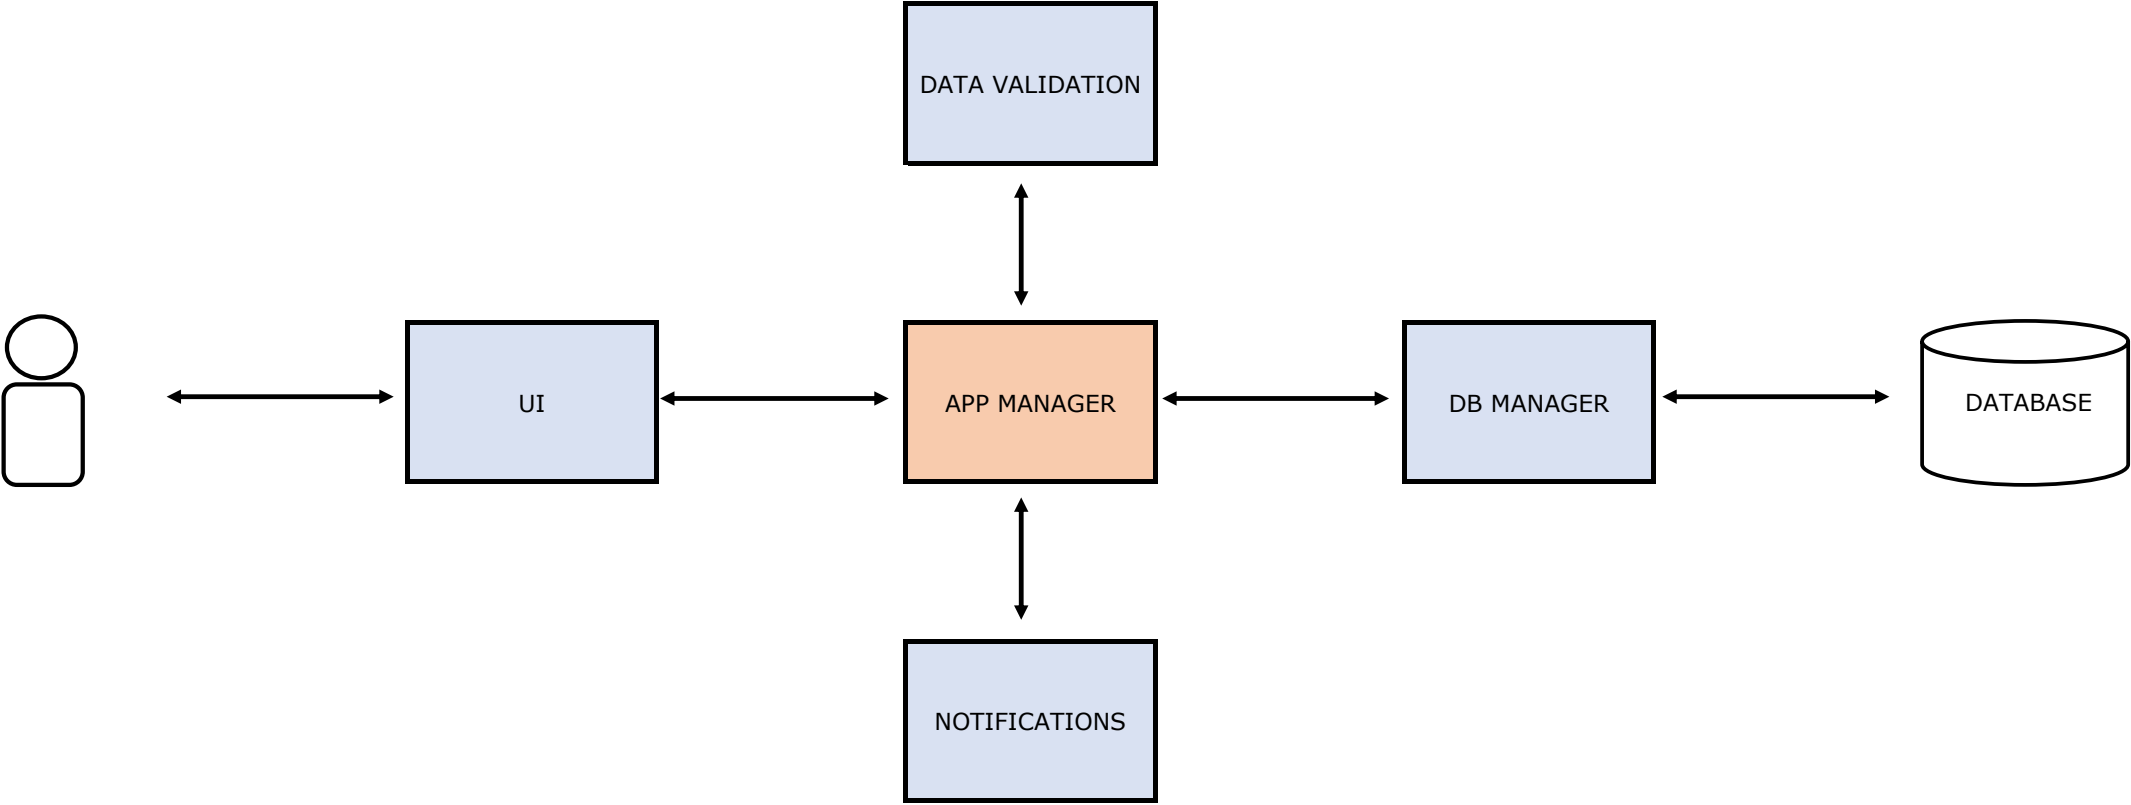 DATA VALIDATION
UI
APP MANAGER
DB MANAGER
DATABASE
NOTIFICATIONS